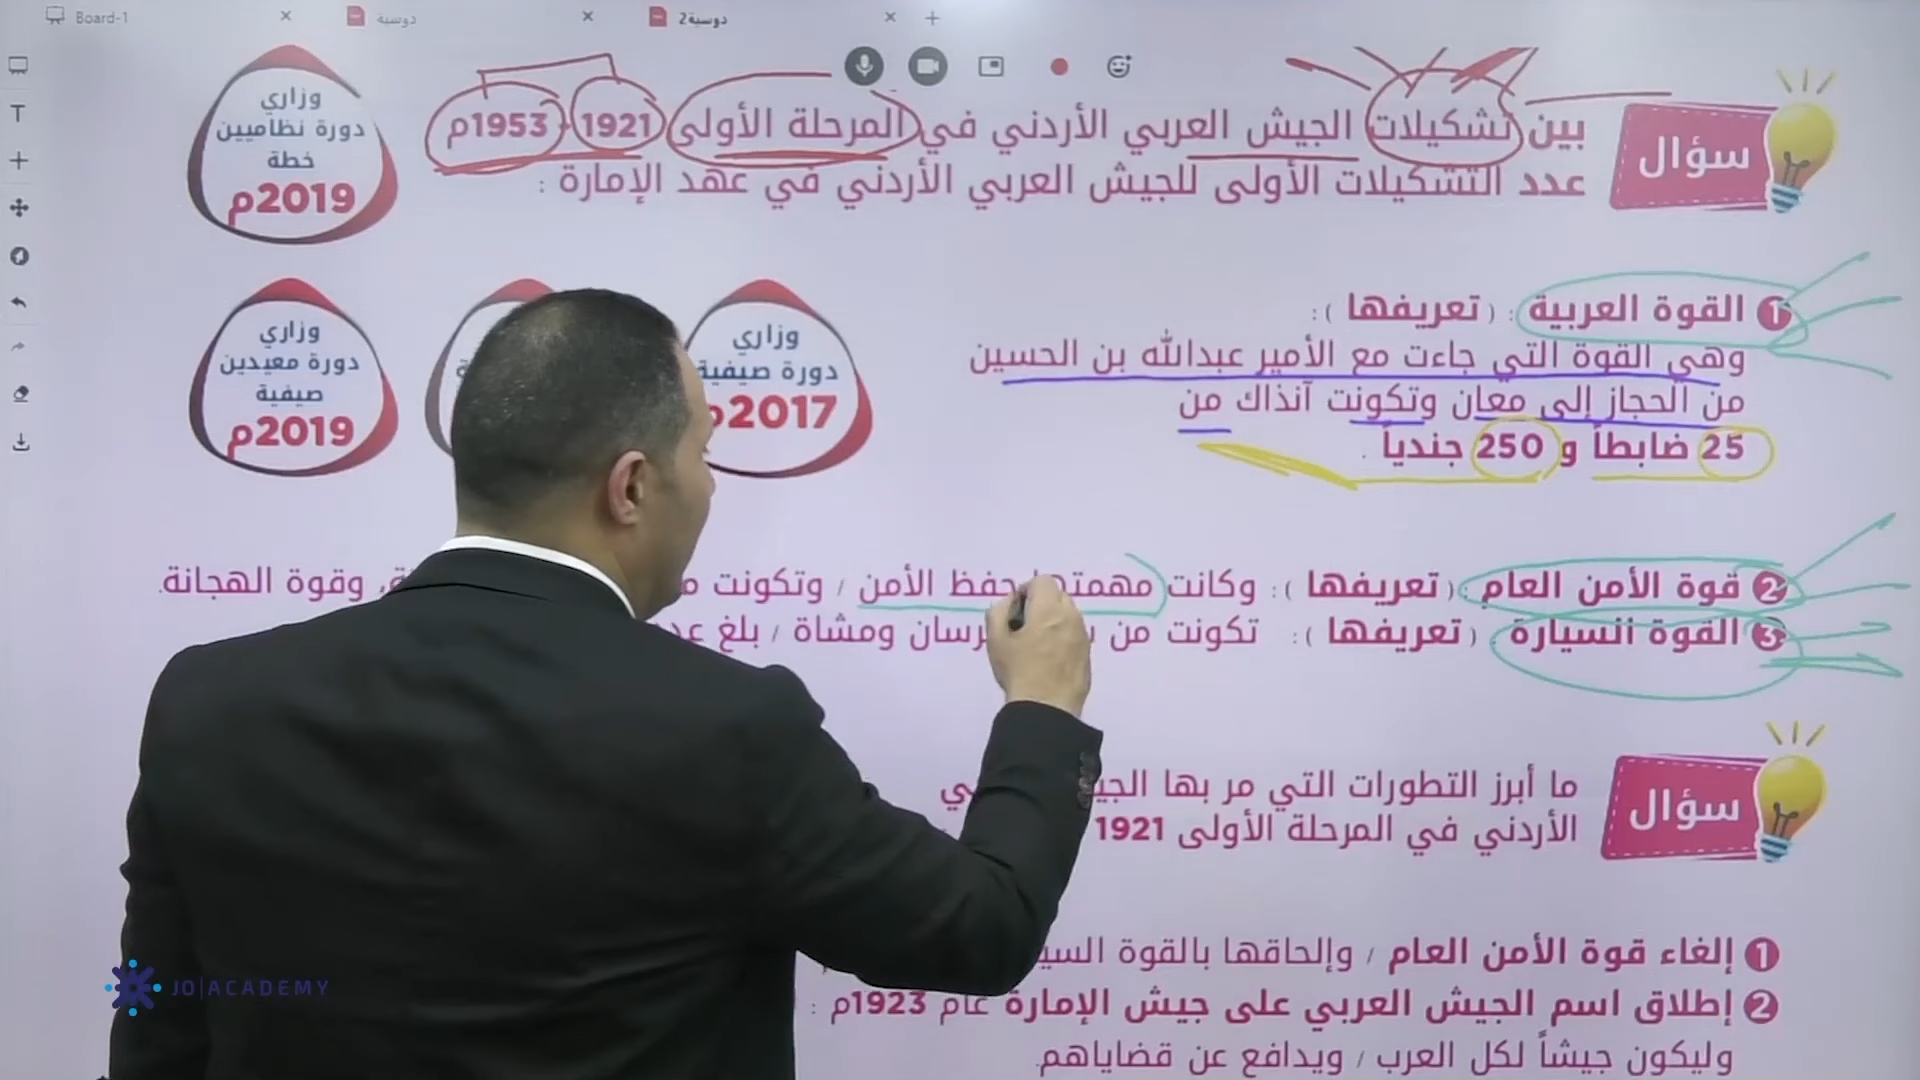 Board-1
دوسية
دوسية2
سؤال
بين تشكيلات الجيش العربي الأردني في المرحلة الأولى 1921 - 1953م
عدد التشكيلات الأولى للجيش العربي الأردني في عهد الإمارة :
وزاري
دورة نظاميين
خطة
2019م
1 القوة العربية : ( تعريفها ) :
وهي القوة التي جاءت مع الأمير عبدالله بن الحسين
من الحجاز إلى معان وتكونت آنذاك من
25 ضابطاً و 250 جندياً .
وزاري
دورة صيفية
2017م
وزاري
دورة معيدين
صيفية
2019م
2 قوة الأمن العام : ( تعريفها ) : وكانت مهمتها حفظ الأمن / وتكونت وقوة الهجانة.
3 القوة السيارة : ( تعريفها ) : تكونت من ومشاة / بلغ
سؤال
ما أبرز التطورات التي مر بها
الأردني في المرحلة الأولى 1921
1 إلغاء قوة الأمن العام / وإلحاقها بالقوة
2 إطلاق اسم الجيش العربي على جيش الإمارة عام 1923م :
وليكون جيشاً لكل العرب / ويدافع عن قضاياهم.
JO|ACADEMY